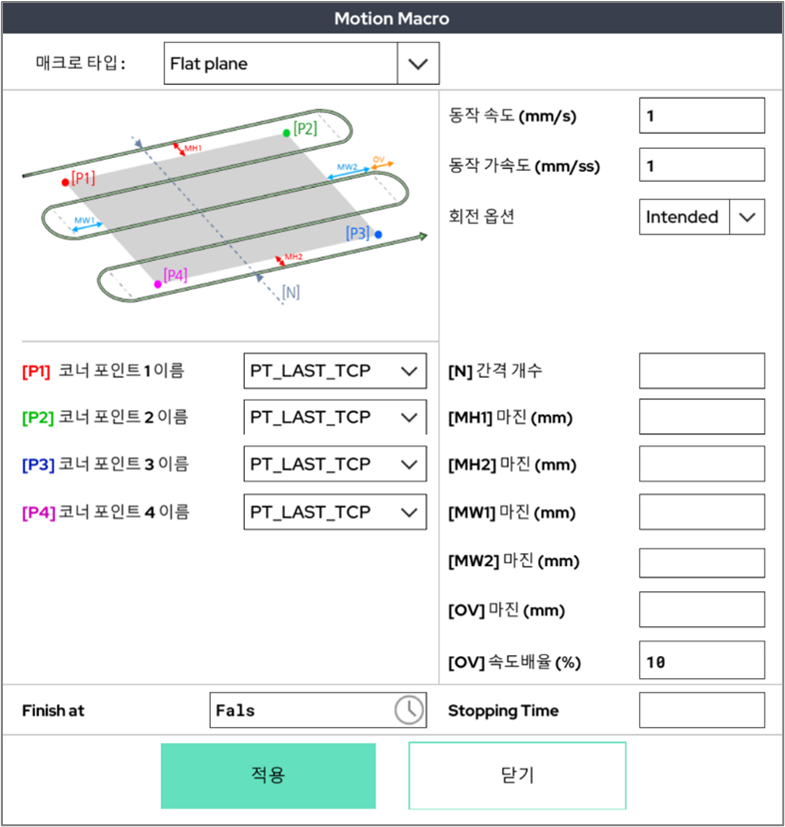 Motion Macro
매크로 타입 : Flat plane
[P1]
[P2]
[P3]
[P4]
MH1
MW2
OV
MW1
MH2
[N]
동작 속도 (mm/s) 1
동작 가속도 (mm/ss) 1
회전 옵션 Intended
[P1] 코너 포인트 1 이름 PT_LAST_TCP
[P2] 코너 포인트 2 이름 PT_LAST_TCP
[P3] 코너 포인트 3 이름 PT_LAST_TCP
[P4] 코너 포인트 4 이름 PT_LAST_TCP
[N] 간격 개수
[MH1] 마진 (mm)
[MH2] 마진 (mm)
[MW1] 마진 (mm)
[MW2] 마진 (mm)
[OV] 마진 (mm)
[OV] 속도배율 (%) 10
Finish at Fals
Stopping Time
적용
닫기